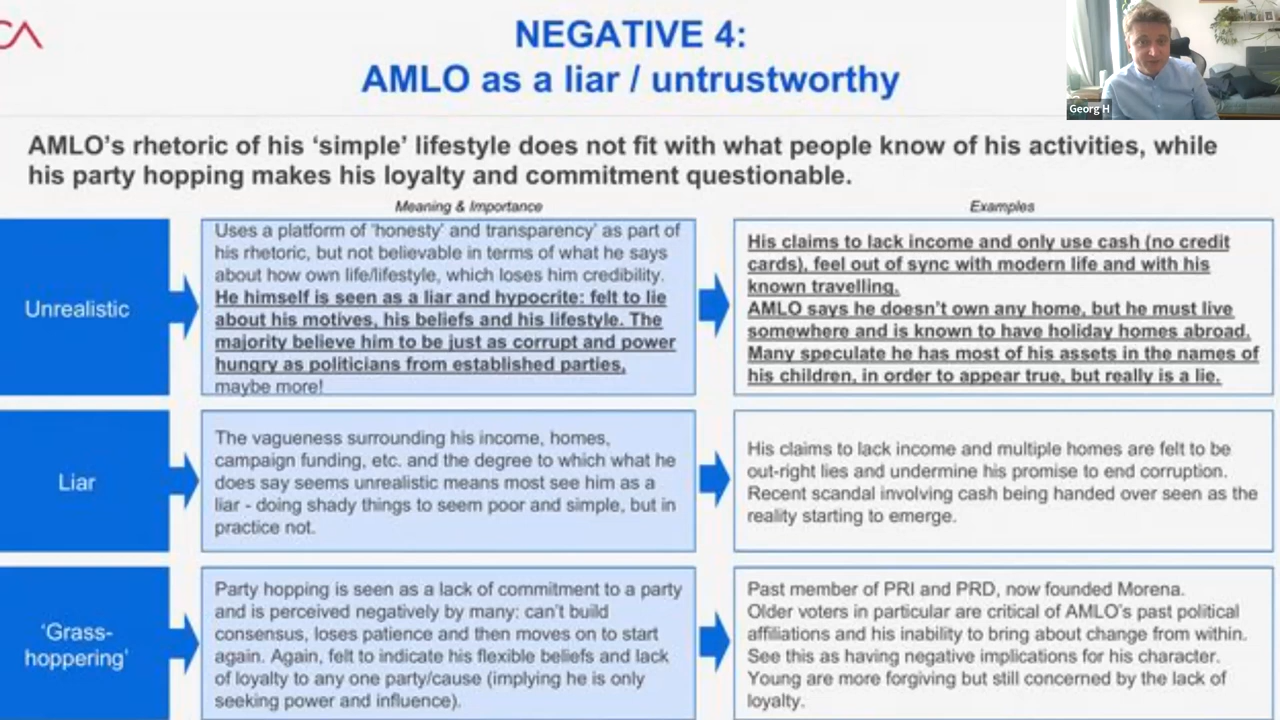 CA
NEGATIVE 4:
AMLO as a liar / untrustworthy
Georg H
AMLO's rhetoric of his 'simple' lifestyle does not fit with what people know of his activities, while
his party hopping makes his loyalty and commitment questionable.
Meaning & Importance
Examples
Unrealistic
Uses a platform of 'honesty' and transparency' as part of
his rhetoric, but not believable in terms of what he says
about how own life/lifestyle, which loses him credibility.
He himself is seen as a liar and hypocrite: felt to lie
about his motives, his beliefs and his lifestyle. The
majority believe him to be just as corrupt and power
hungry as politicians from established parties,
maybe more!
His claims to lack income and only use cash (no credit
cards), feel out of sync with modern life and with his
known travelling.
AMLO says he doesn't own any home, but he must live
somewhere and is known to have holiday homes abroad.
Many speculate he has most of his assets in the names of
his children, in order to appear true, but really is a lie.
Liar
The vagueness surrounding his income, homes,
campaign funding, etc. and the degree to which what he
does say seems unrealistic means most see him as a
liar - doing shady things to seem poor and simple, but in
practice not.
His claims to lack income and multiple homes are felt to be
out-right lies and undermine his promise to end corruption.
Recent scandal involving cash being handed over seen as the
reality starting to emerge.
'Grass-
hoppering'
Party hopping is seen as a lack of commitment to a party
and is perceived negatively by many: can't build
consensus, loses patience and then moves on to start
again. Again, felt to indicate his flexible beliefs and lack
of loyalty to any one party/cause (implying he is only
seeking power and influence).
Past member of PRI and PRD, now founded Morena.
Older voters in particular are critical of AMLO's past political
affiliations and his inability to bring about change from within.
See this as having negative implications for his character.
Young are more forgiving but still concerned by the lack of
loyalty.